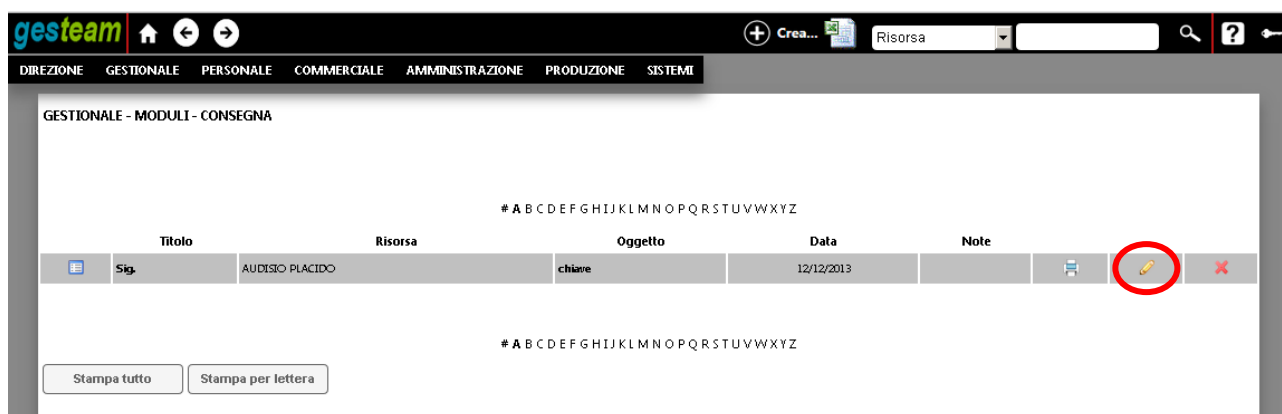 gesteam Crea... Risorsa ?
DIREZIONE GESTIONALE PERSONALE COMMERCIALE AMMINISTRAZIONE PRODUZIONE SISTEMI
GESTIONALE - MODULI - CONSEGNA
# A B C D E F G H I J K L M N O P Q R S T U V W X Y Z
Titolo Risorsa Oggetto Data Note
Sig. AUDISIO PLACIDO chiave 12/12/2013
# A B C D E F G H I J K L M N O P Q R S T U V W X Y Z
Stampa tutto Stampa per lettera